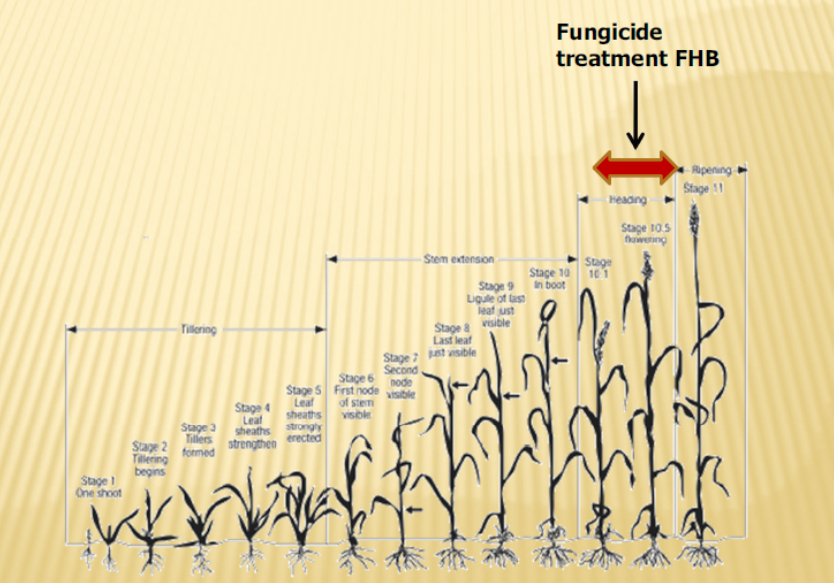 Fungicide
treatment FHB
Ripening
Stage 11
Heading
Stage 10.5
flowering
Stem extension
Stage
10.1
Stage 10
In boot
Stage 9
Ligule of last
leaf just
visible
Tillering
Stage 8
Last leaf
just visible
Stage 7
Second
node
visible
Stage 6
First node
of stem
visible
Stage 5
Leaf
sheaths
strongly
erected
Stage 4
Leaf
sheaths
strengthen
Stage 3
Tillers
formed
Stage 2
Tillering
begins
Stage 1
One shoot